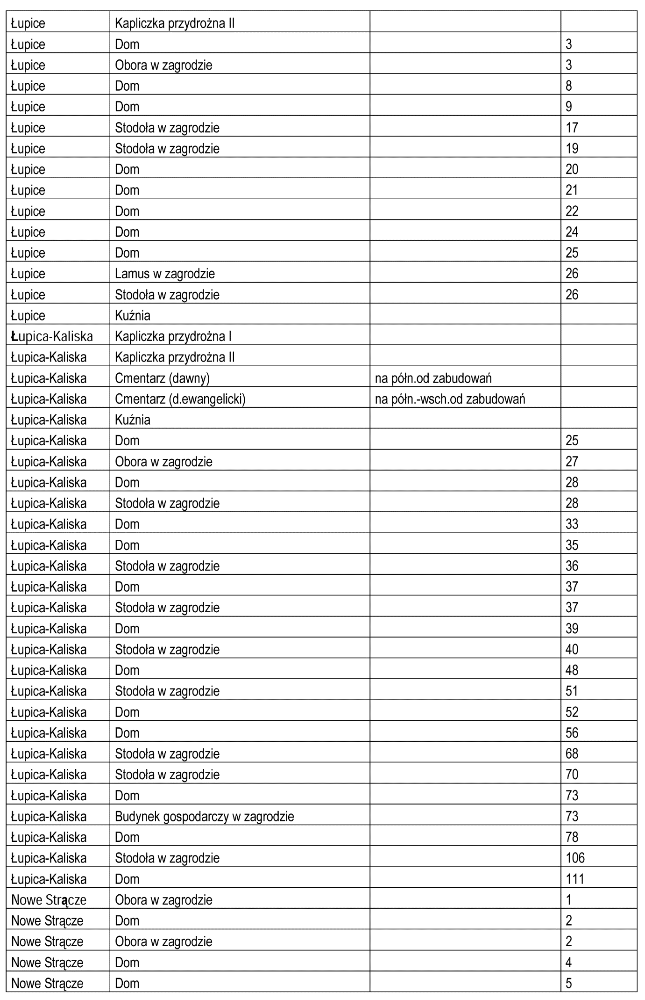 Łupice Kapliczka przydrożna II
Łupice Dom 3
Łupice Obora w zagrodzie 3
Łupice Dom 8
Łupice Dom 9
Łupice Stodoła w zagrodzie 17
Łupice Stodoła w zagrodzie 19
Łupice Dom 20
Łupice Dom 21
Łupice Dom 22
Łupice Dom 24
Łupice Dom 25
Łupice Lamus w zagrodzie 26
Łupice Stodoła w zagrodzie 26
Łupice Kuźnia
Łupica-Kaliska Kapliczka przydrożna I
Łupica-Kaliska Kapliczka przydrożna II
Łupica-Kaliska Cmentarz (dawny) na półn.od zabudowań
Łupica-Kaliska Cmentarz (d.ewangelicki) na półn.-wsch.od zabudowań
Łupica-Kaliska Kuźnia
Łupica-Kaliska Dom 25
Łupica-Kaliska Obora w zagrodzie 27
Łupica-Kaliska Dom 28
Łupica-Kaliska Stodoła w zagrodzie 28
Łupica-Kaliska Dom 33
Łupica-Kaliska Dom 35
Łupica-Kaliska Stodoła w zagrodzie 36
Łupica-Kaliska Dom 37
Łupica-Kaliska Stodoła w zagrodzie 37
Łupica-Kaliska Dom 39
Łupica-Kaliska Stodoła w zagrodzie 40
Łupica-Kaliska Dom 48
Łupica-Kaliska Stodoła w zagrodzie 51
Łupica-Kaliska Dom 52
Łupica-Kaliska Dom 56
Łupica-Kaliska Stodoła w zagrodzie 68
Łupica-Kaliska Stodoła w zagrodzie 70
Łupica-Kaliska Dom 73
Łupica-Kaliska Budynek gospodarczy w zagrodzie 73
Łupica-Kaliska Dom 78
Łupica-Kaliska Stodoła w zagrodzie 106
Łupica-Kaliska Dom 111
Nowe Strącze Obora w zagrodzie 1
Nowe Strącze Dom 2
Nowe Strącze Obora w zagrodzie 2
Nowe Strącze Dom 4
Nowe Strącze Dom 5